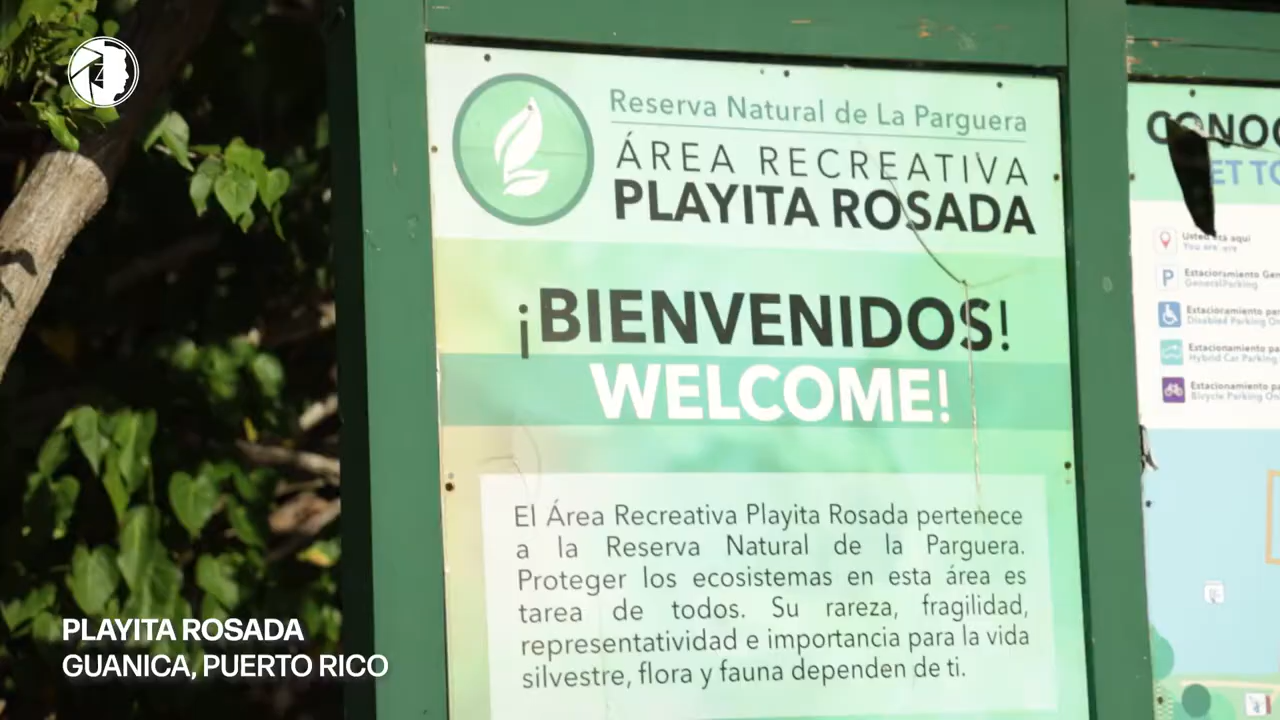 Reserva Natural de La Parguera
ÁREA RECREATIVA
PLAYITA ROSADA
¡BIENVENIDOS!
WELCOME!
El Área Recreativa Playita Rosada pertenece
a la Reserva Natural de la Parguera.
Proteger los ecosistemas en esta área es
tarea de todos. Su rareza, fragilidad,
representatividad e importancia para la vida
silvestre, flora y fauna dependen de ti.
CONOC
ET TO
Usted está aquí
You are
Estacionamiento Gen
General Parking
Estacionamiento pa
Disabled Parking On
Estacionamiento pa
Hybrid Car Parking
Estacionamiento pa
Bicycle Parking On
PLAYITA ROSADA
GUANICA, PUERTO RICO